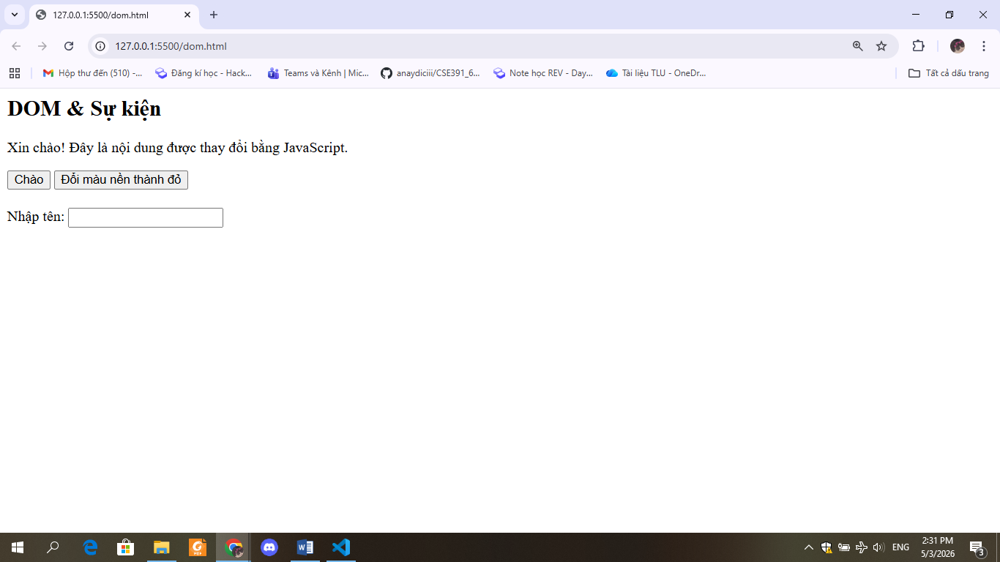 127.0.0.1:5500/dom.html
127.0.0.1:5500/dom.html
Hộp thư đến (510) -...
Đăng kí học - Hack...
Teams và Kênh | Mic...
anaydiciii/CSE391_6...
Note học REV - Day...
Tài liệu TLU - OneDr...
Tất cả dấu trang
DOM & Sự kiện
Xin chào! Đây là nội dung được thay đổi bằng JavaScript.
Chào Đổi màu nền thành đỏ
Nhập tên:
ENG
2:31 PM
5/3/2026
3